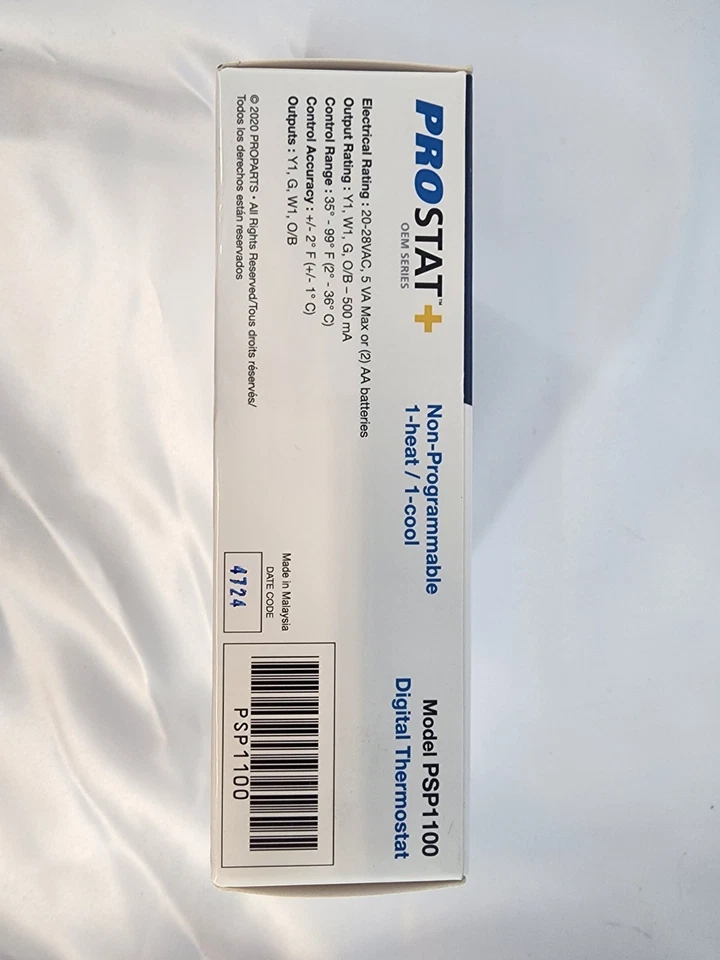 PROSTAT™+
OEM SERIES
Non-Programmable
1-heat / 1-cool
Model PSP1100
Digital Thermostat
Electrical Rating : 20-28VAC, 5 VA Max or (2) AA batteries
Output Rating : Y1, W1, G, O/B – 500 mA
Control Range : 35° - 99° F (2° - 36° C)
Control Accuracy : +/- 2° F (+/- 1° C)
Outputs : Y1, G, W1, O/B
© 2020 PROPARTS • All Rights Reserved/Tous droits réservés/
Todos los derechos están reservados
Made in Malaysia
DATE CODE
4724
PSP1100